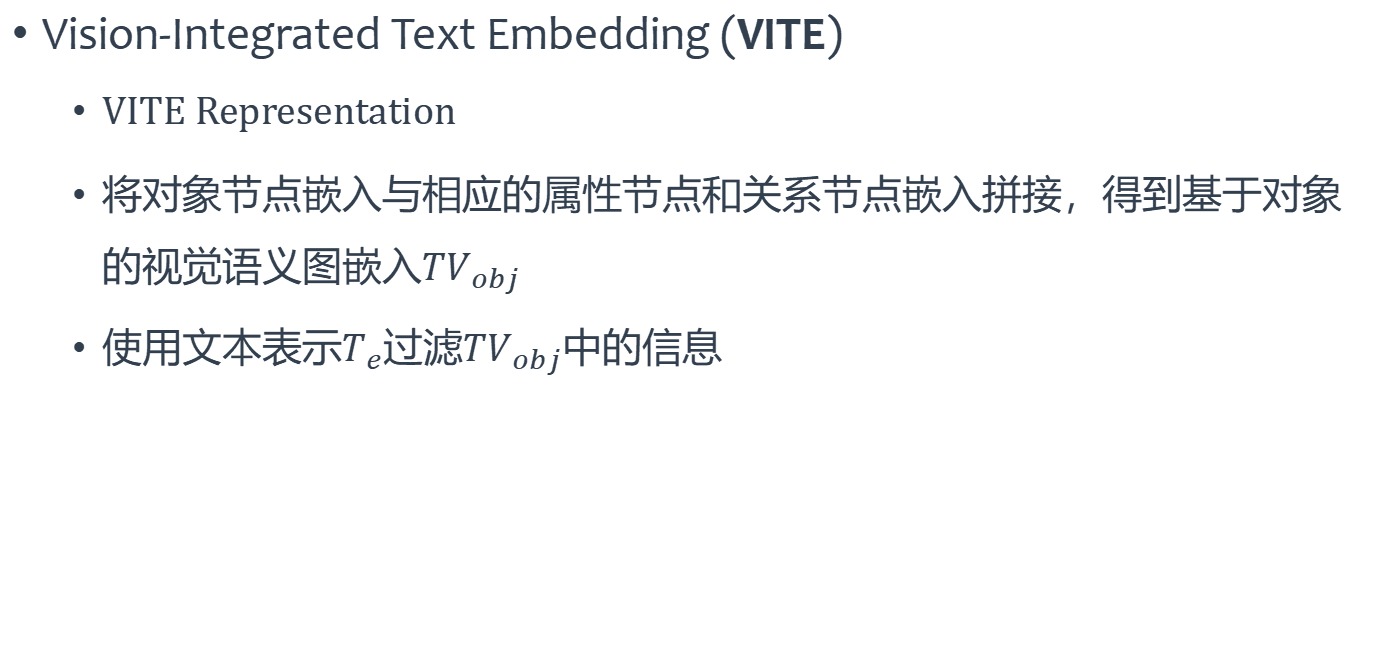 • Vision-Integrated Text Embedding (VITE)
• VITE Representation
• 将对象节点嵌入与相应的属性节点和关系节点嵌入拼接，得到基于对象
的视觉语义图嵌入TV_obj
• 使用文本表示T_e过滤TV_obj中的信息